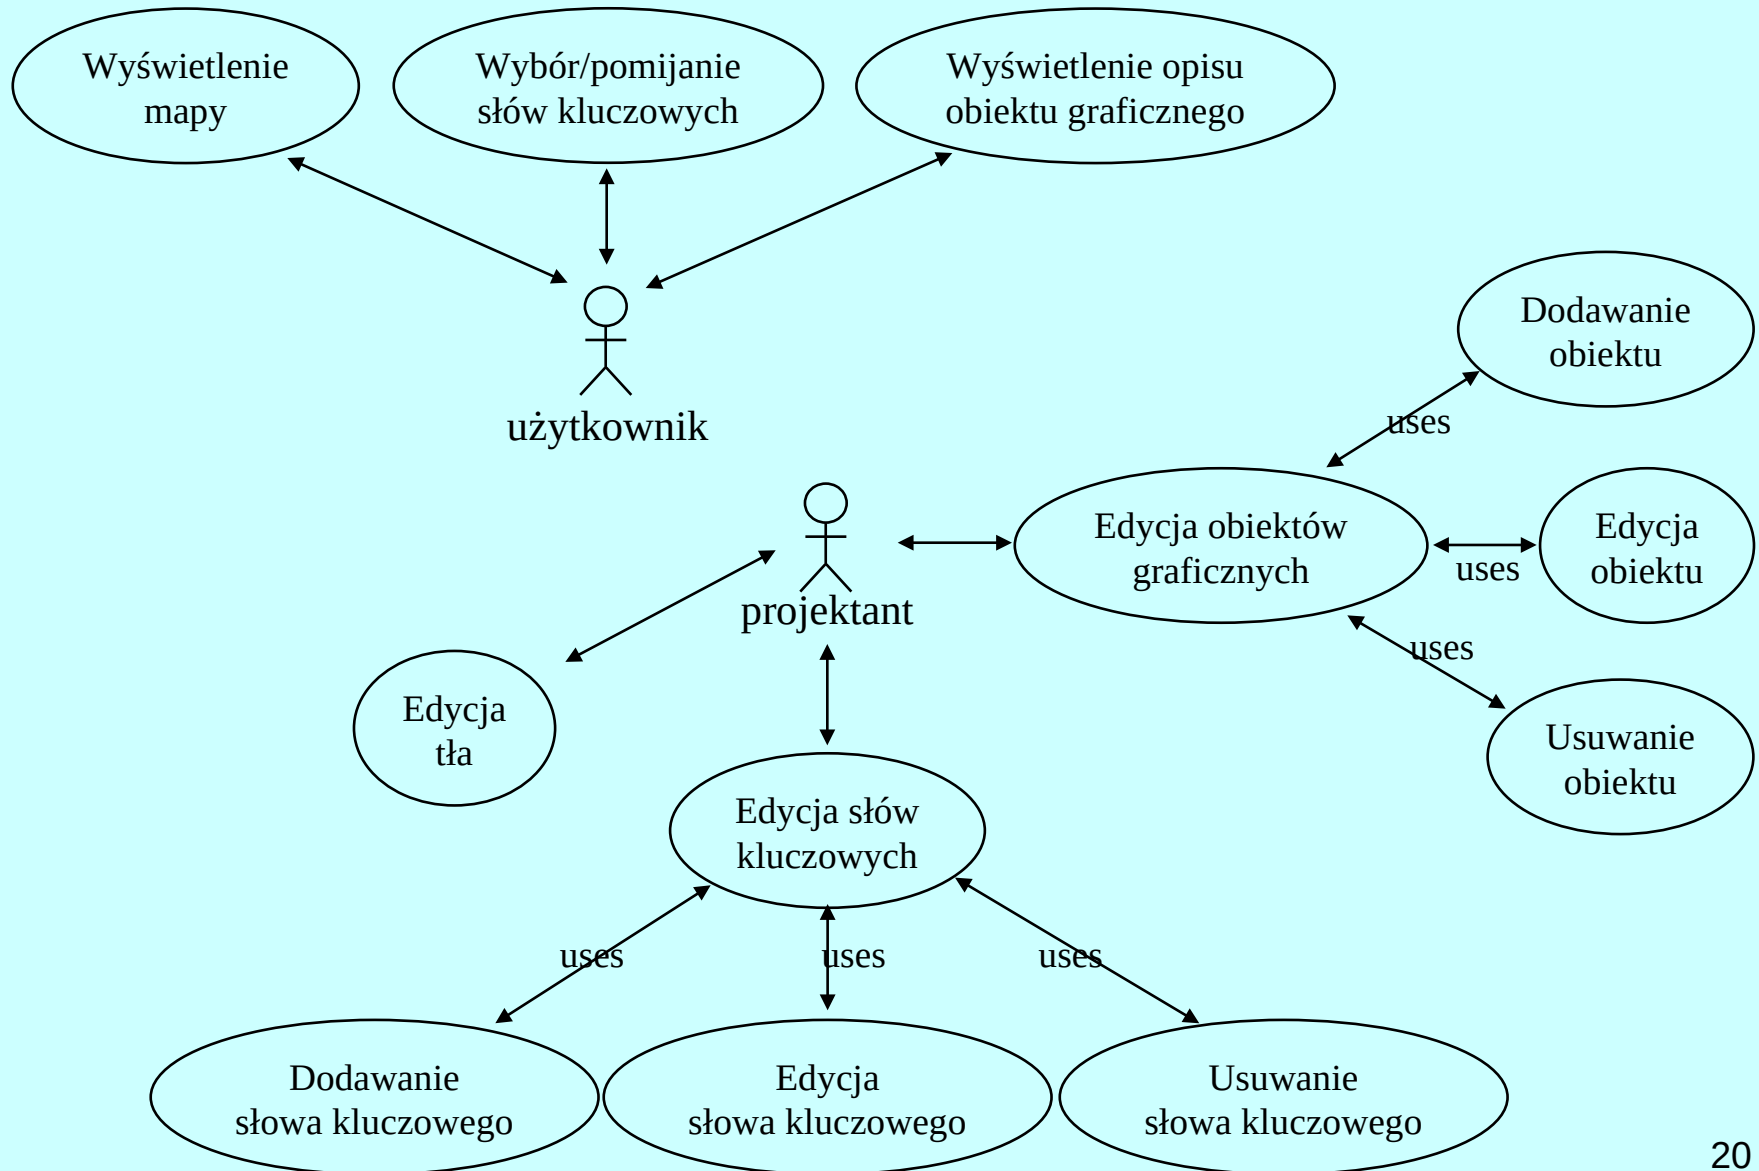 Wyświetlenie
mapy
Wybór/pomijanie
słów kluczowych
Wyświetlenie opisu
obiektu graficznego
użytkownik
Dodawanie
obiektu
uses
projektant
Edycja obiektów
graficznych
uses
Edycja
obiektu
uses
Usuwanie
obiektu
Edycja
tła
Edycja słów
kluczowych
uses
uses
uses
Dodawanie
słowa kluczowego
Edycja
słowa kluczowego
Usuwanie
słowa kluczowego
20